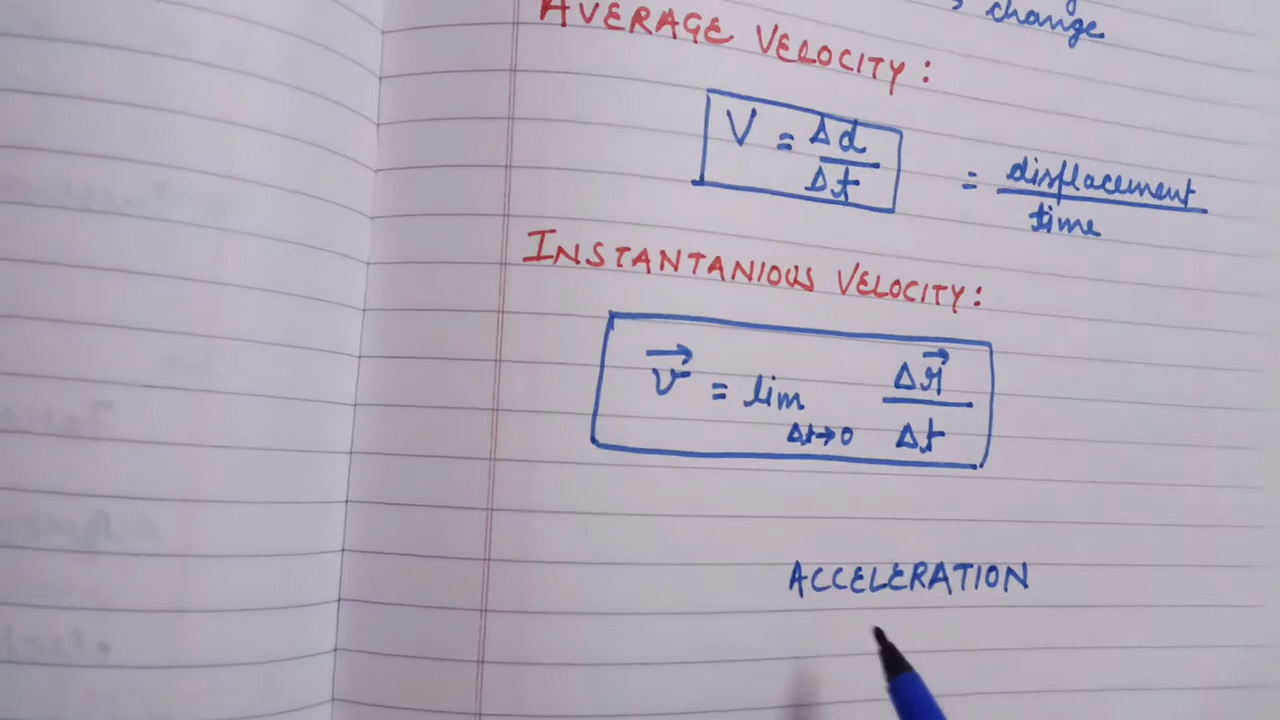 change
AVERAGE VELOCITY:
V = Δd/Δt = displacement/time
INSTANTANIOUS VELOCITY:
v⃗ = lim Δt→0 Δr⃗/Δt
ACCELERATION